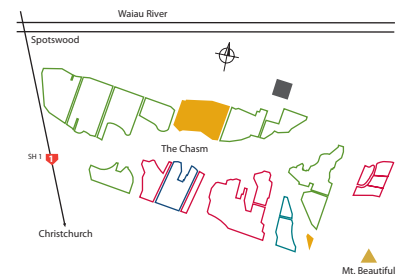 Waiau River
Spotswood
The Chasm
SH 1
1
Christchurch
Mt. Beautiful